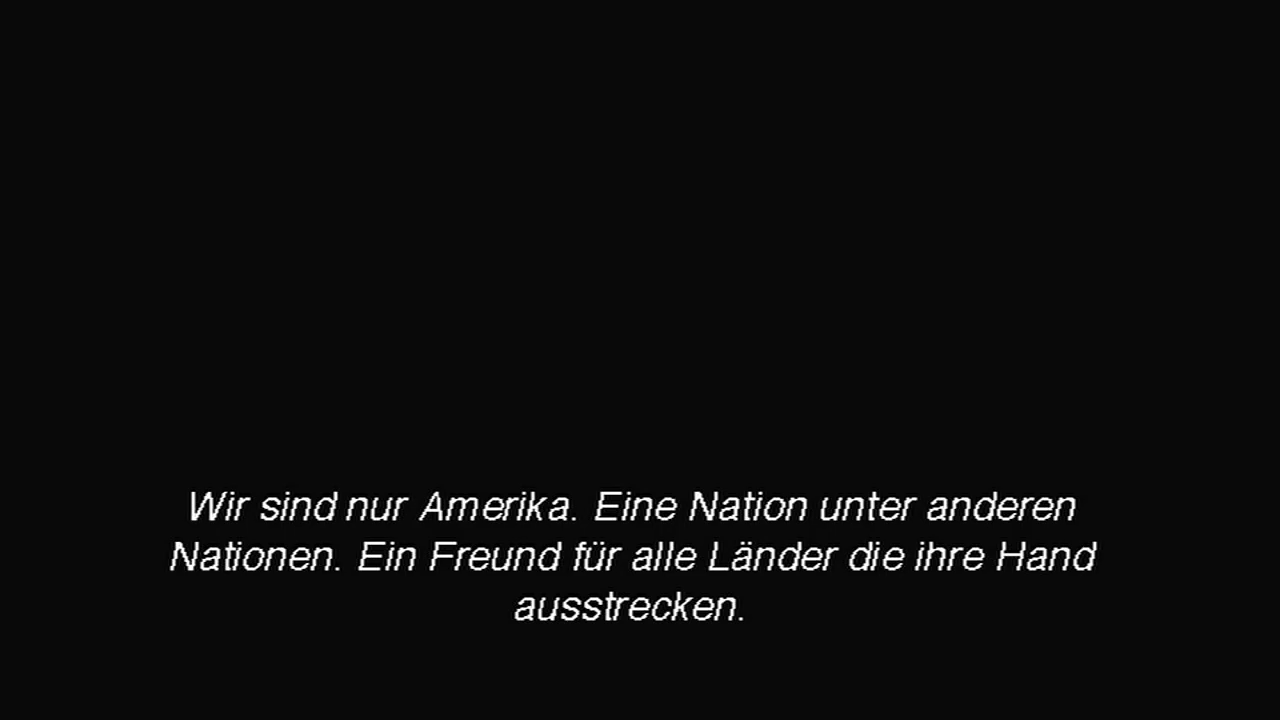 Wir sind nur Amerika. Eine Nation unter anderen
Nationen. Ein Freund für alle Länder die ihre Hand
ausstrecken.